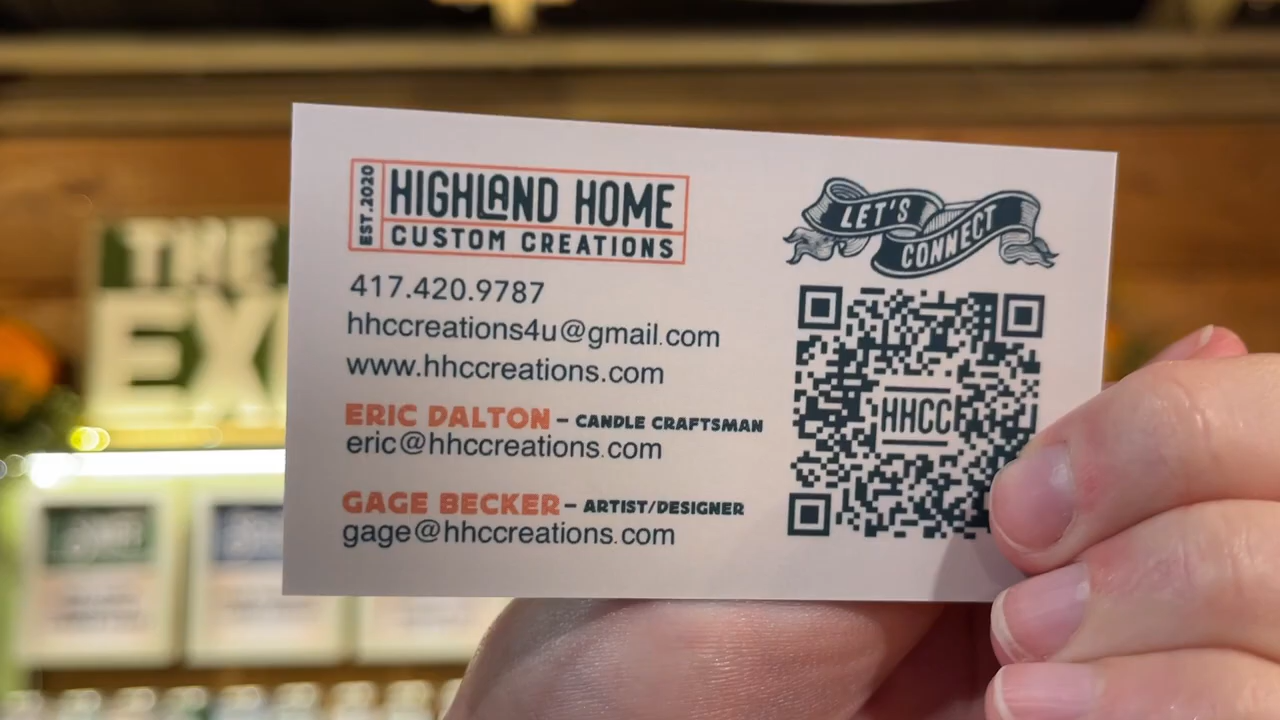 EST. 2020
HIGHLAND HOME
CUSTOM CREATIONS
417.420.9787
hhccreations4u@gmail.com
www.hhccreations.com
ERIC DALTON – CANDLE CRAFTSMAN
eric@hhccreations.com
GAGE BECKER – ARTIST/DESIGNER
gage@hhccreations.com
LET'S
CONNECT
HHCC
THE